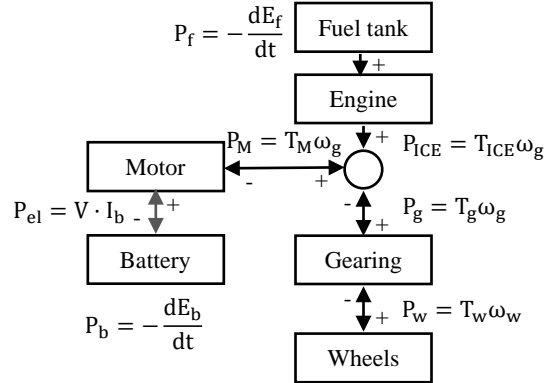 Fuel tank
P_f = − dE_f/dt
+
Engine
+
P_M = T_M ω_g
P_ICE = T_ICE ω_g
Motor
- +
P_el = V · I_b
+
-
-
P_g = T_g ω_g
+
Battery
Gearing
P_b = − dE_b/dt
-
P_w = T_w ω_w
+
Wheels